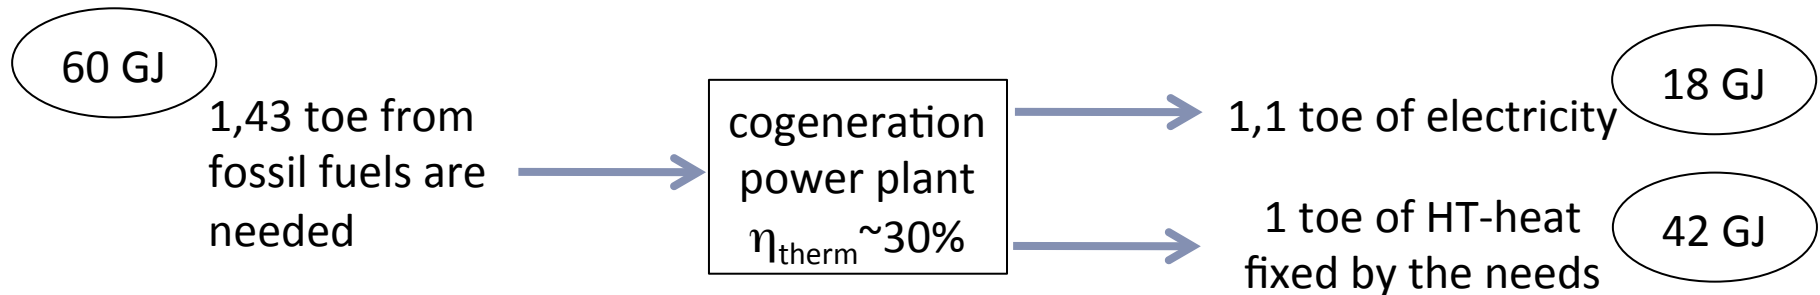 60 GJ
1,43 toe from
fossil fuels are
needed
cogeneration
power plant
ηtherm~30%
1,1 toe of electricity
18 GJ
1 toe of HT-heat
fixed by the needs
42 GJ